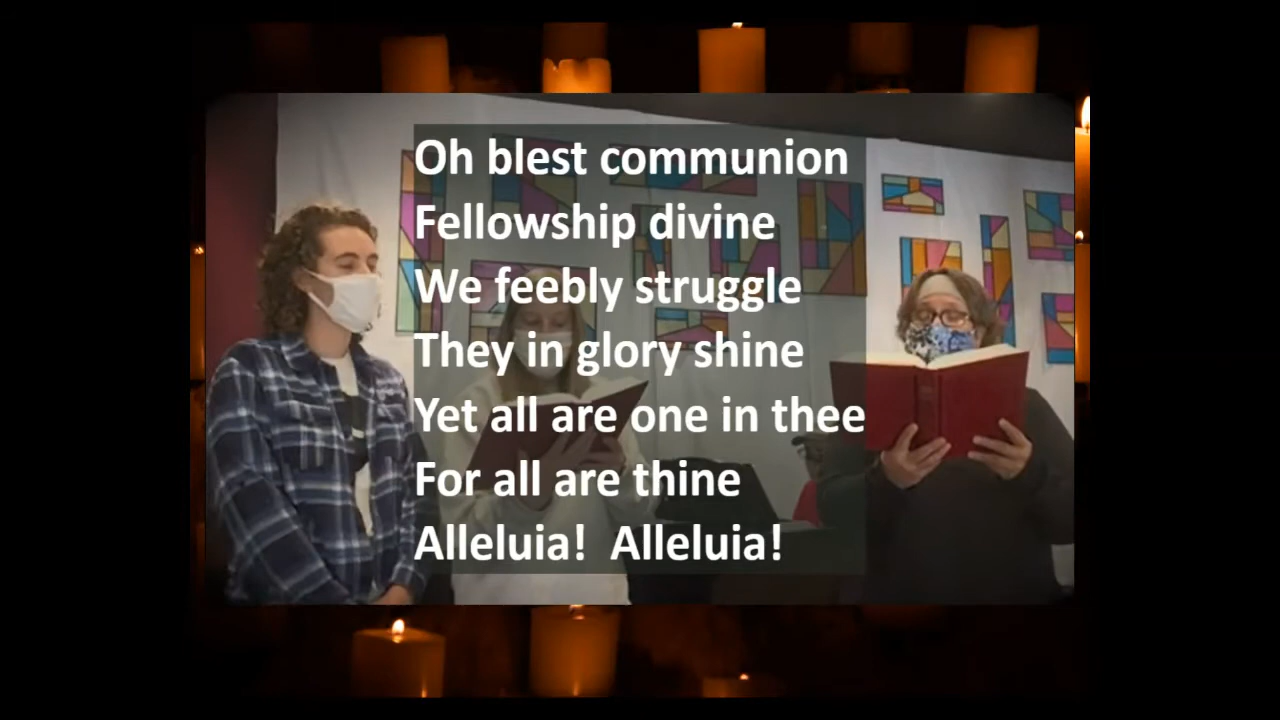 Oh blest communion
Fellowship divine
We feebly struggle
They in glory shine
Yet all are one in thee
For all are thine
Alleluia!  Alleluia!